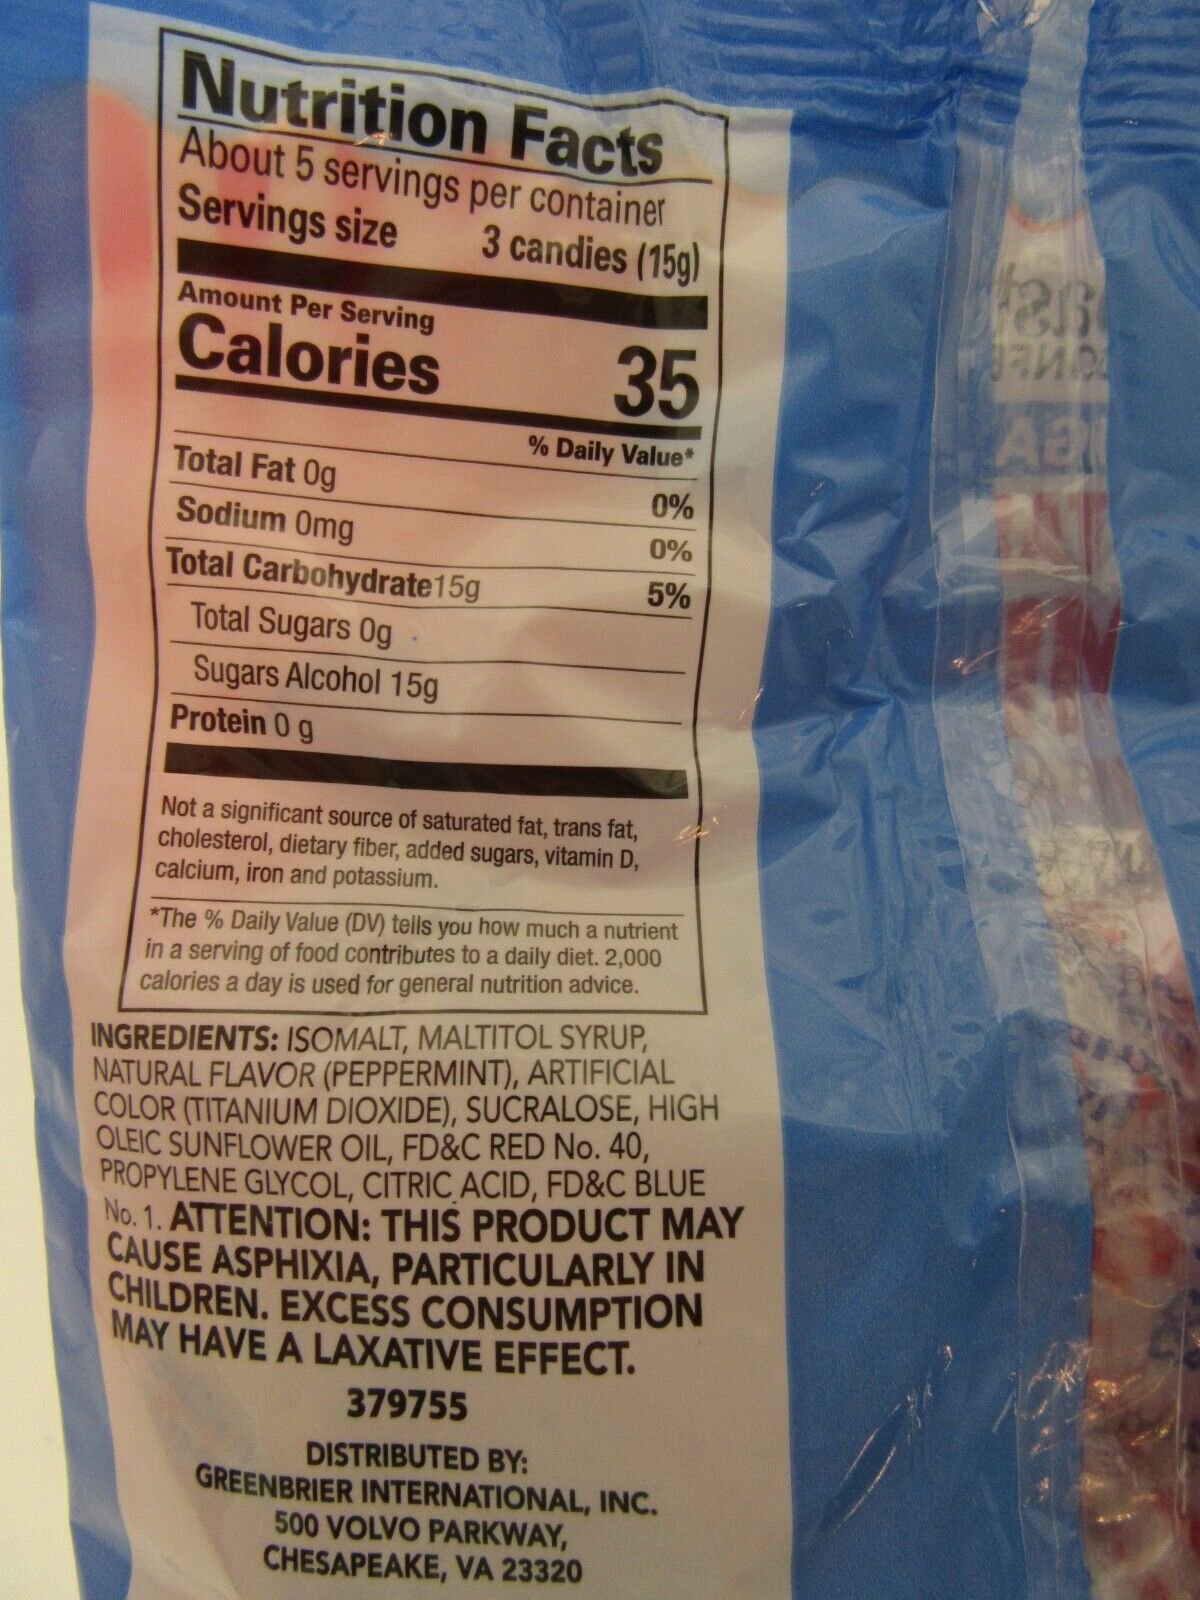 Nutrition Facts
About 5 servings per container
Servings size 3 candies (15g)
Amount Per Serving
Calories 35
% Daily Value*
Total Fat 0g 0%
Sodium 0mg 0%
Total Carbohydrate15g 5%
Total Sugars 0g
Sugars Alcohol 15g
Protein 0 g
Not a significant source of saturated fat, trans fat,
cholesterol, dietary fiber, added sugars, vitamin D,
calcium, iron and potassium.
*The % Daily Value (DV) tells you how much a nutrient
in a serving of food contributes to a daily diet. 2,000
calories a day is used for general nutrition advice.
INGREDIENTS: ISOMALT, MALTITOL SYRUP,
NATURAL FLAVOR (PEPPERMINT), ARTIFICIAL
COLOR (TITANIUM DIOXIDE), SUCRALOSE, HIGH
OLEIC SUNFLOWER OIL, FD&C RED No. 40,
PROPYLENE GLYCOL, CITRIC ACID, FD&C BLUE
No. 1. ATTENTION: THIS PRODUCT MAY
CAUSE ASPHIXIA, PARTICULARLY IN
CHILDREN. EXCESS CONSUMPTION
MAY HAVE A LAXATIVE EFFECT.
379755
DISTRIBUTED BY:
GREENBRIER INTERNATIONAL, INC.
500 VOLVO PARKWAY,
CHESAPEAKE, VA 23320